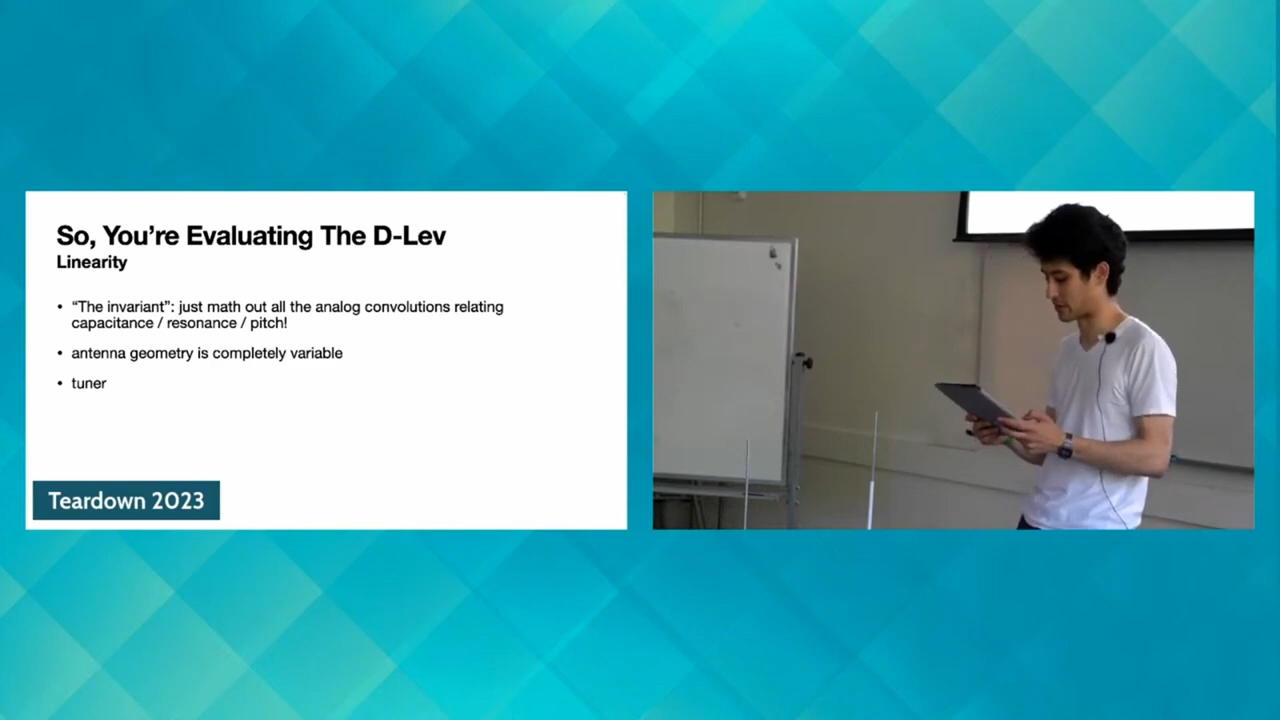 So, You’re Evaluating The D-Lev
Linearity
• “The invariant”: just math out all the analog convolutions relating
capacitance / resonance / pitch!
• antenna geometry is completely variable
• tuner
Teardown 2023